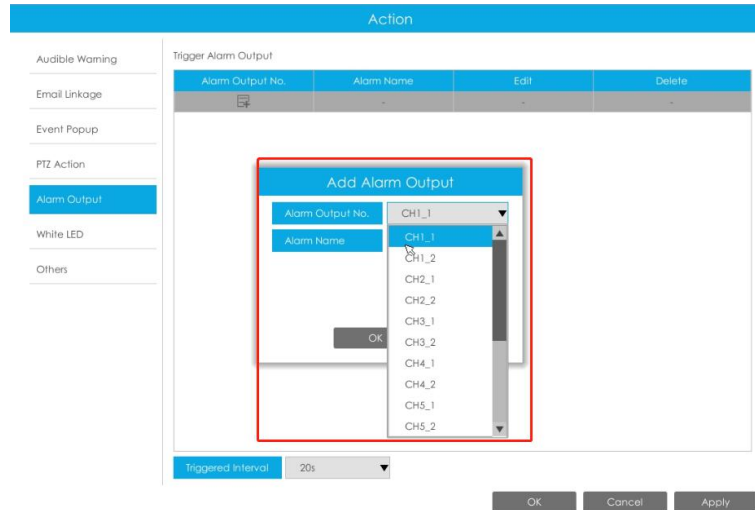 Action
Audible Warning
Email Linkage
Event Popup
PTZ Action
Alarm Output
White LED
Others
Trigger Alarm Output
Alarm Output No. Alarm Name Edit Delete
- - -
Add Alarm Output
Alarm Output No. CH1_1
Alarm Name
CH1_1
CH1_2
CH2_1
CH2_2
CH3_1
CH3_2
CH4_1
CH4_2
CH5_1
CH5_2
OK
Triggered Interval 20s
OK Cancel Apply